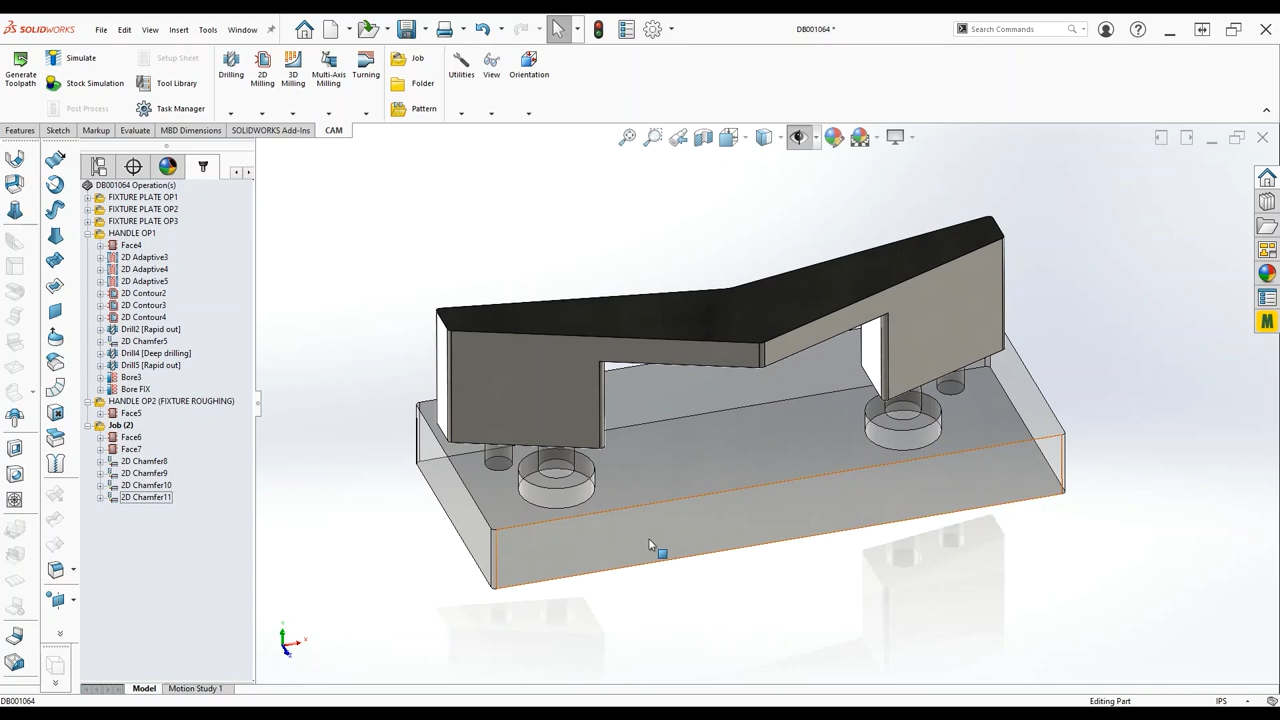 SOLIDWORKS File Edit View Insert Tools Window DB001064 * Search Commands
Generate Toolpath
Simulate
Stock Simulation
Post Process
Setup Sheet
Tool Library
Task Manager
Drilling
2D Milling
3D Milling
Multi-Axis Milling
Turning
Job
Folder
Pattern
Utilities
View
Orientation
Features Sketch Markup Evaluate MBD Dimensions SOLIDWORKS Add-Ins CAM
DB001064 Operation(s)
FIXTURE PLATE OP1
FIXTURE PLATE OP2
FIXTURE PLATE OP3
HANDLE OP1
Face4
2D Adaptive3
2D Adaptive4
2D Adaptive5
2D Contour2
2D Contour3
2D Contour4
Drill2 [Rapid out]
2D Chamfer5
Drill4 [Deep drilling]
Drill5 [Rapid out]
Bore3
Bore FIX
HANDLE OP2 (FIXTURE ROUGHING)
Face5
Job (2)
Face6
Face7
2D Chamfer8
2D Chamfer9
2D Chamfer10
2D Chamfer11
M
Y
X
Z
Model Motion Study 1
DB001064 Editing Part IPS